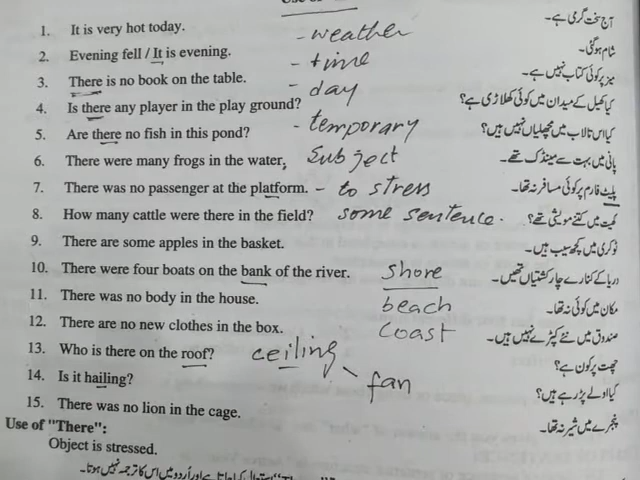 1. It is very hot today. - weather آج سخت گرمی ہے۔
2. Evening fell / It is evening. - time شام ہو گئی۔
3. There is no book on the table. - day میز پر کوئی کتاب نہیں ہے۔
4. Is there any player in the play ground? - temporary کیا کھیل کے میدان میں کوئی کھلاڑی ہے؟
5. Are there no fish in this pond? کیا اس تالاب میں مچھلیاں نہیں ہیں؟
6. There were many frogs in the water, Subject پانی میں بہت سے مینڈک تھے۔
7. There was no passenger at the platform. - to stress پلیٹ فارم پر کوئی مسافر نہ تھا۔
8. How many cattle were there in the field? some sentence. کھیت میں کتنے مویشی تھے؟
9. There are some apples in the basket. ٹوکری میں کچھ سیب ہیں۔
10. There were four boats on the bank of the river. shore دریا کے کنارے چار کشتیاں تھیں۔
11. There was no body in the house. beach مکان میں کوئی نہ تھا۔
12. There are no new clothes in the box. coast صندوق میں نئے کپڑے نہیں ہیں۔
13. Who is there on the roof? ceiling چھت پر کون ہے؟
14. Is it hailing? fan کیا اولے پڑ رہے ہیں؟
15. There was no lion in the cage. پنجرے میں شیر نہ تھا۔
Use of "There":
Object is stressed.